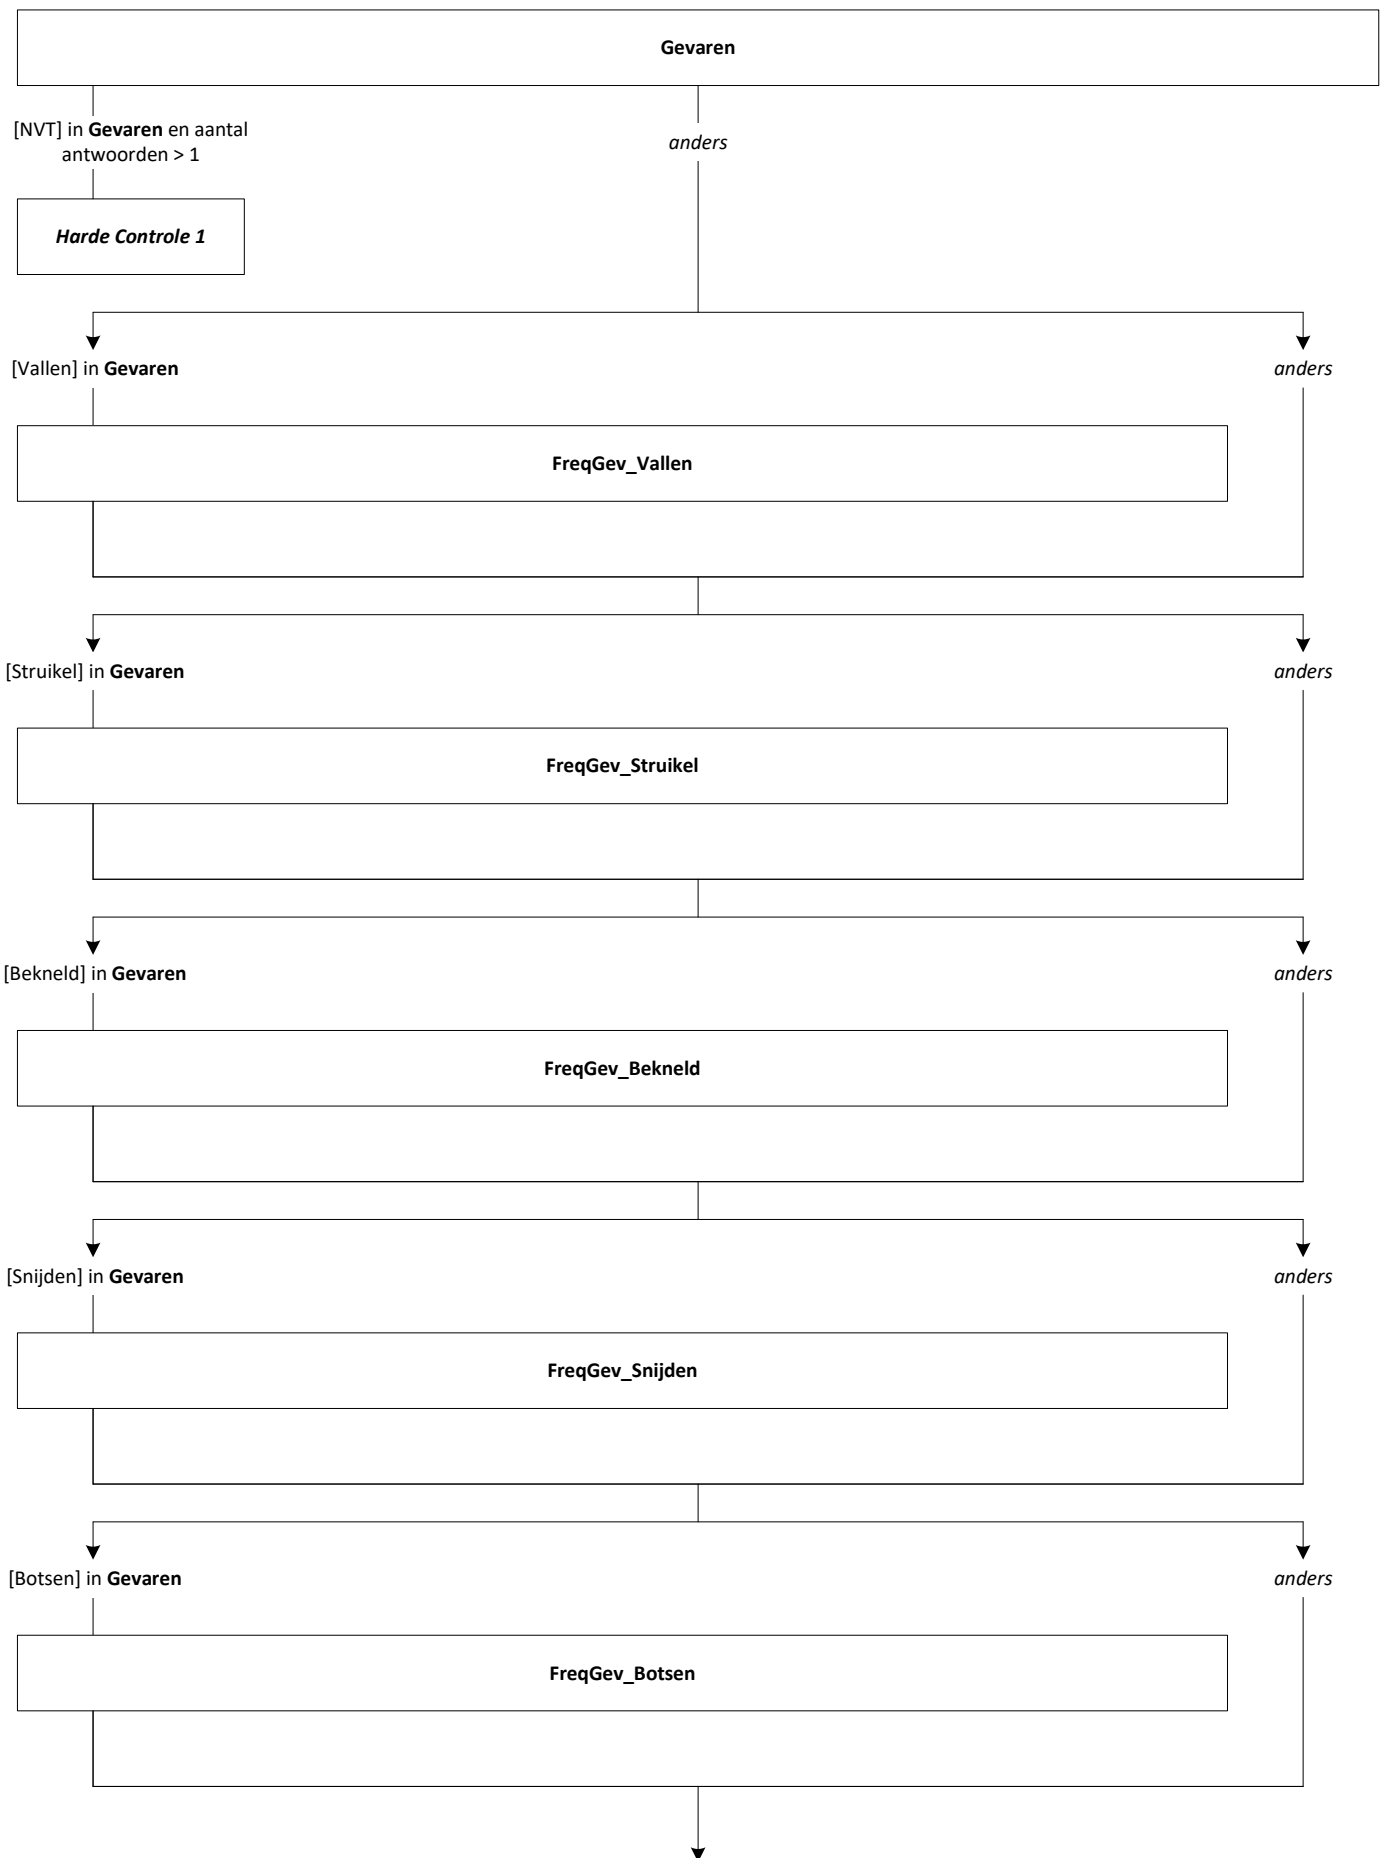 Gevaren
[NVT] in Gevaren en aantal
antwoorden > 1
anders
Harde Controle 1
[Vallen] in Gevaren
anders
FreqGev_Vallen
[Struikel] in Gevaren
anders
FreqGev_Struikel
[Bekneld] in Gevaren
anders
FreqGev_Bekneld
[Snijden] in Gevaren
anders
FreqGev_Snijden
[Botsen] in Gevaren
anders
FreqGev_Botsen